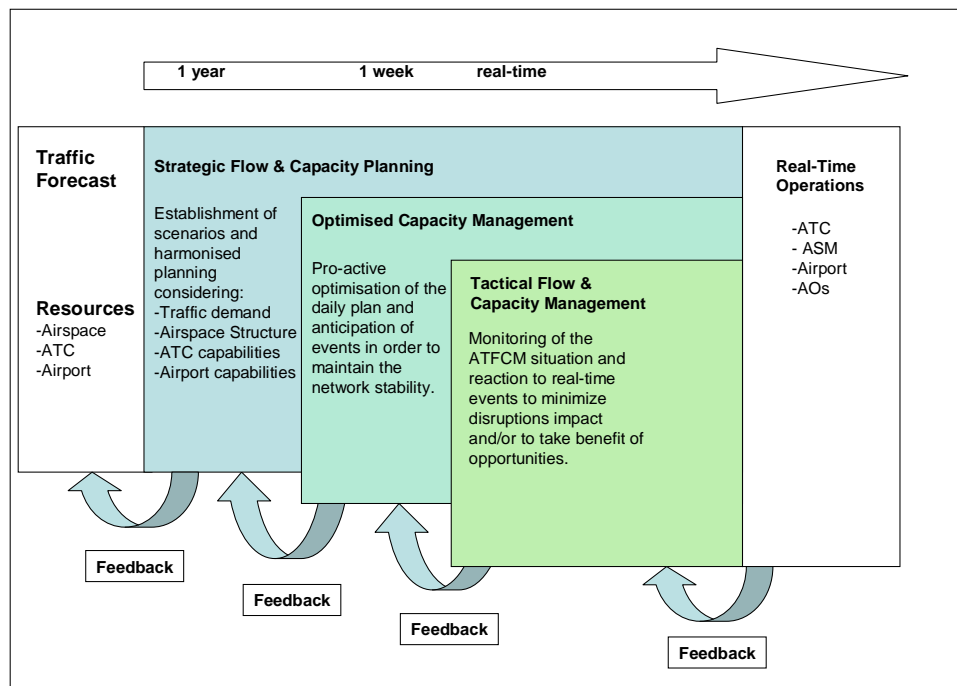 1 year 1 week real-time
Traffic
Forecast
Resources
-Airspace
-ATC
-Airport
Strategic Flow & Capacity Planning
Establishment of
scenarios and
harmonised
planning
considering:
-Traffic demand
-Airspace Structure
-ATC capabilities
-Airport capabilities
Optimised Capacity Management
Pro-active
optimisation of the
daily plan and
anticipation of
events in order to
maintain the
network stability.
Tactical Flow &
Capacity Management
Monitoring of the
ATFCM situation and
reaction to real-time
events to minimize
disruptions impact
and/or to take benefit of
opportunities.
Real-Time
Operations
-ATC
- ASM
-Airport
-AOs
Feedback
Feedback
Feedback
Feedback